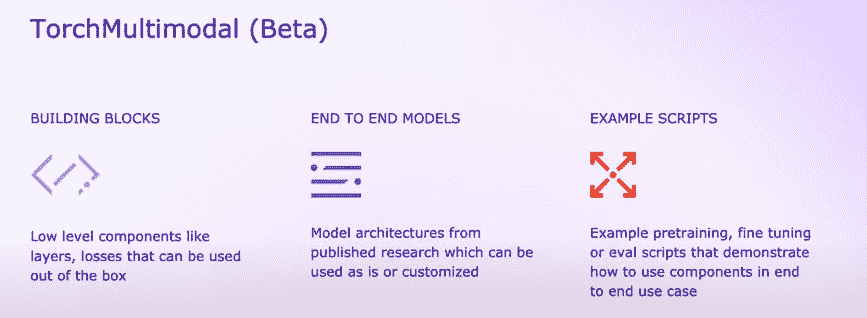 TorchMultimodal (Beta)
BUILDING BLOCKS
Low level components like
layers, losses that can be used
out of the box
END TO END MODELS
Model architectures from
published research which can be
used as is or customized
EXAMPLE SCRIPTS
Example pretraining, fine tuning
or eval scripts that demonstrate
how to use components in end
to end use case